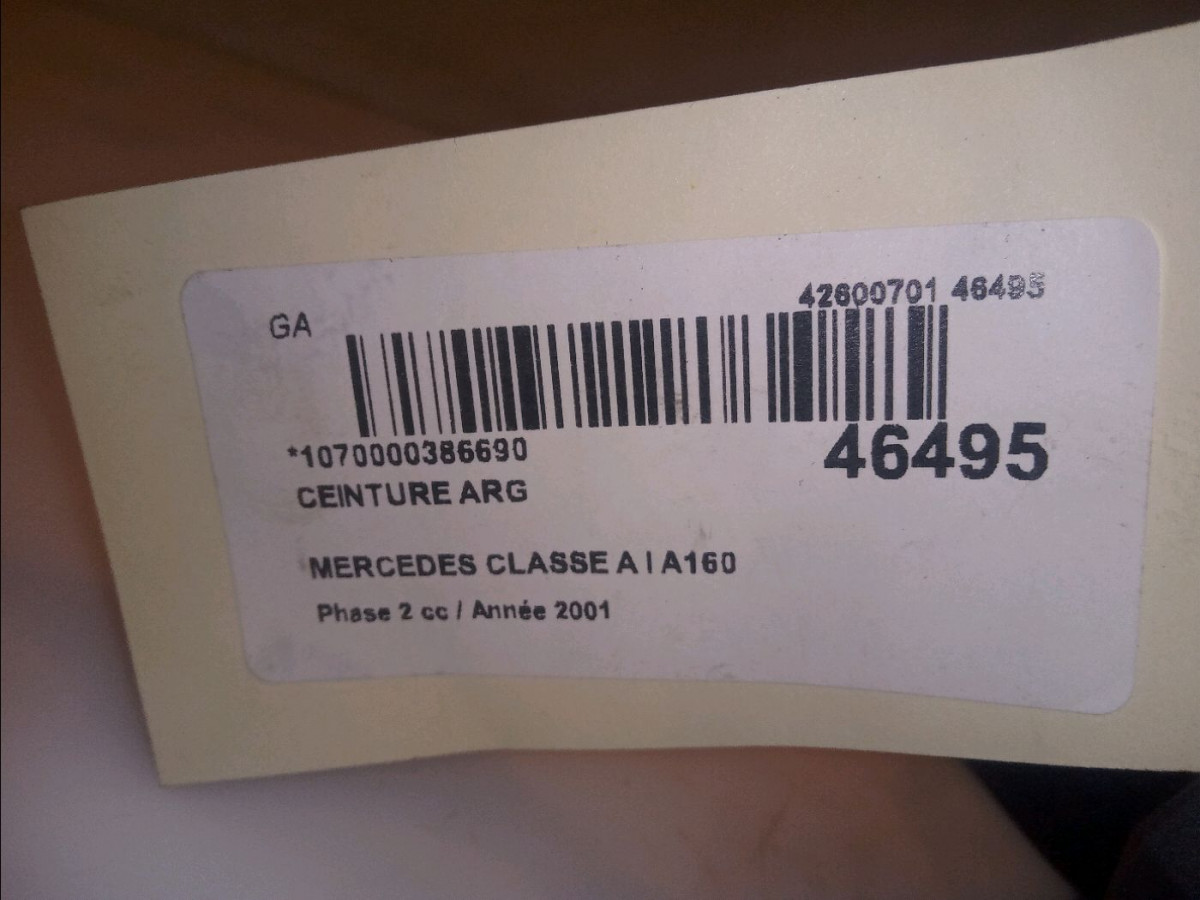 42600701 46495
GA
*1070000386690
46495
CEINTURE ARG
MERCEDES CLASSE A I A160
Phase 2 cc / Année 2001